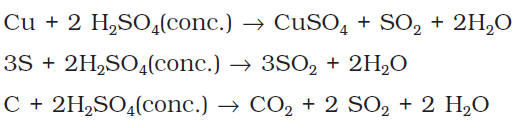 Cu + 2 H₂SO₄(conc.) → CuSO₄ + SO₂ + 2H₂O
3S + 2H₂SO₄(conc.) → 3SO₂ + 2H₂O
C + 2H₂SO₄(conc.) → CO₂ + 2 SO₂ + 2 H₂O